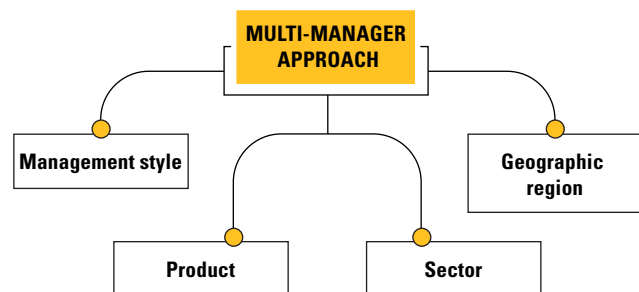 MULTI-MANAGER
APPROACH
Management style
Geographic
region
Product
Sector